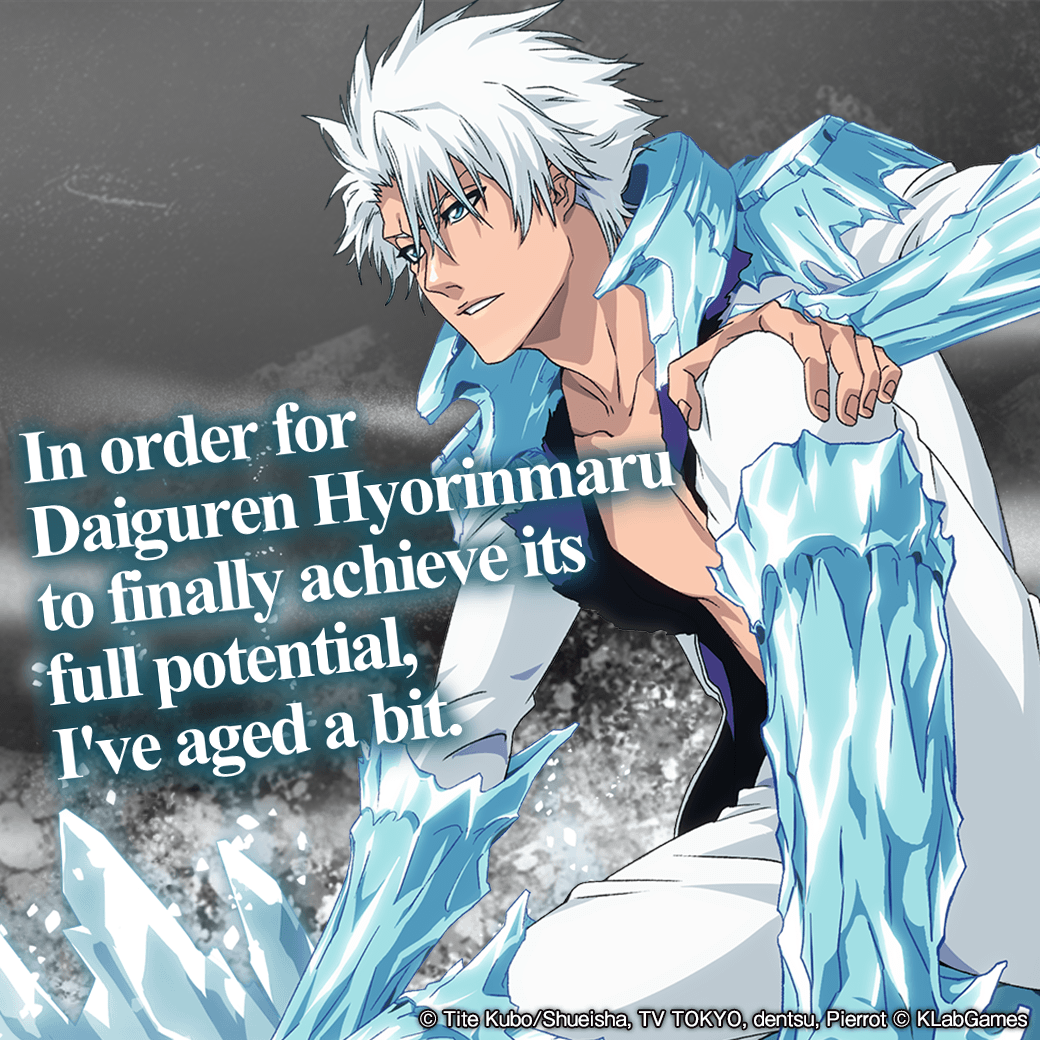 In order for
Daiguren Hyorinmaru
to finally achieve its
full potential,
I've aged a bit.
© Tite Kubo/Shueisha, TV TOKYO, dentsu, Pierrot © KLabGames